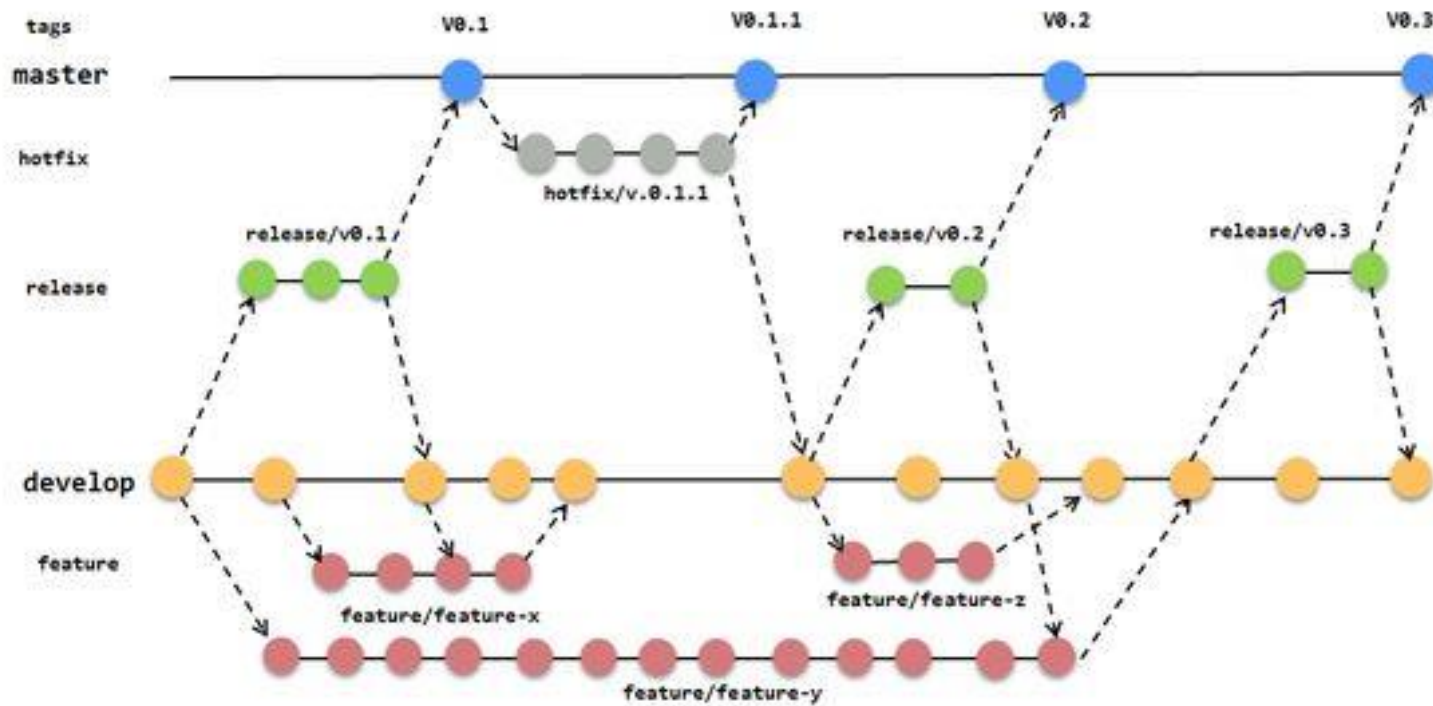 tags V0.1 V0.1.1 V0.2 V0.3
master
hotfix
hotfix/v.0.1.1
release/v0.1 release/v0.2 release/v0.3
release
develop
feature
feature/feature-x feature/feature-z
feature/feature-y